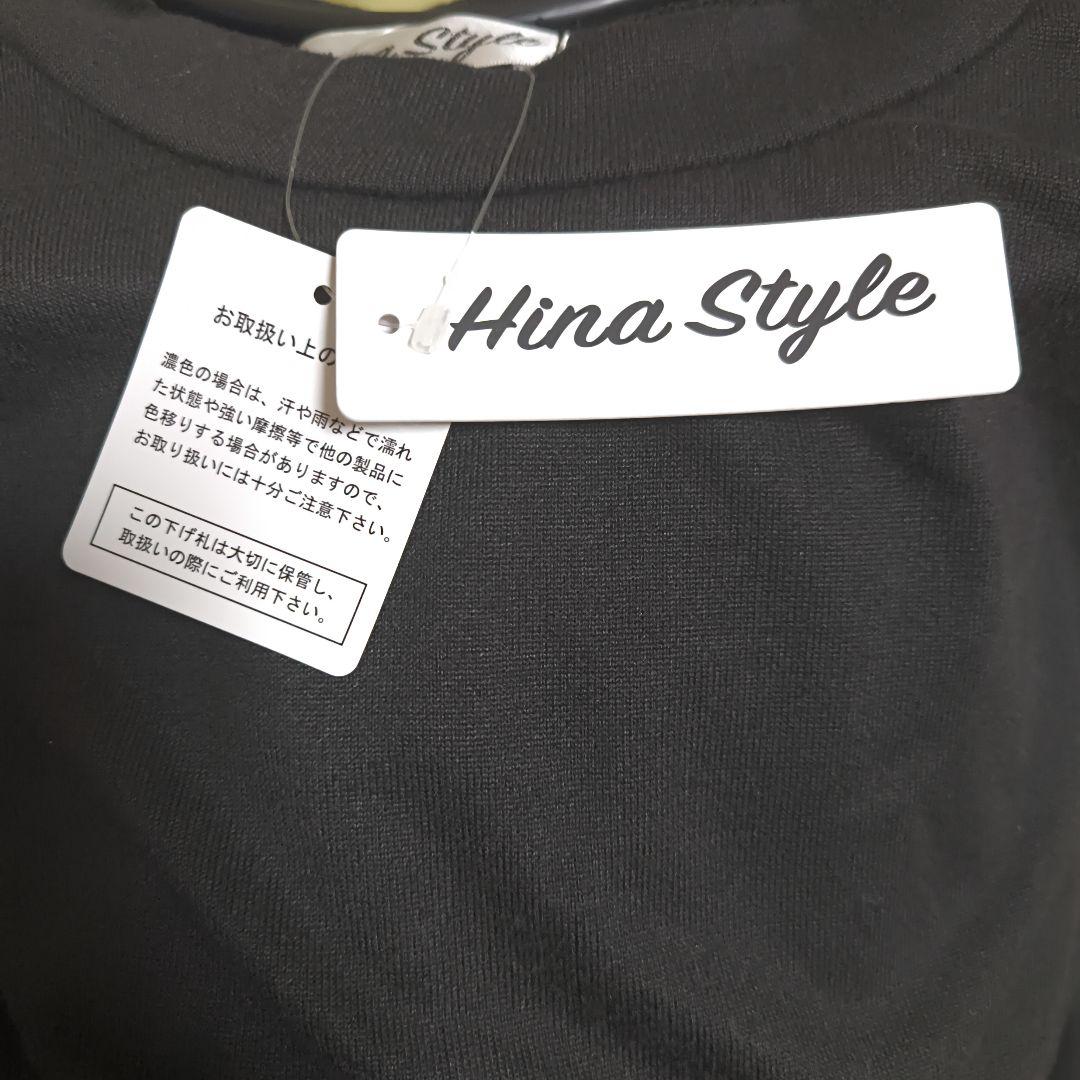 Style
Hina Style
お取扱い上の
濃色の場合は、汗や雨などで濡れ
た状態や強い摩擦等で他の製品に
色移りする場合がありますので、
お取り扱いには十分ご注意下さい。
この下げ札は大切に保管し、
取扱いの際にご利用下さい。